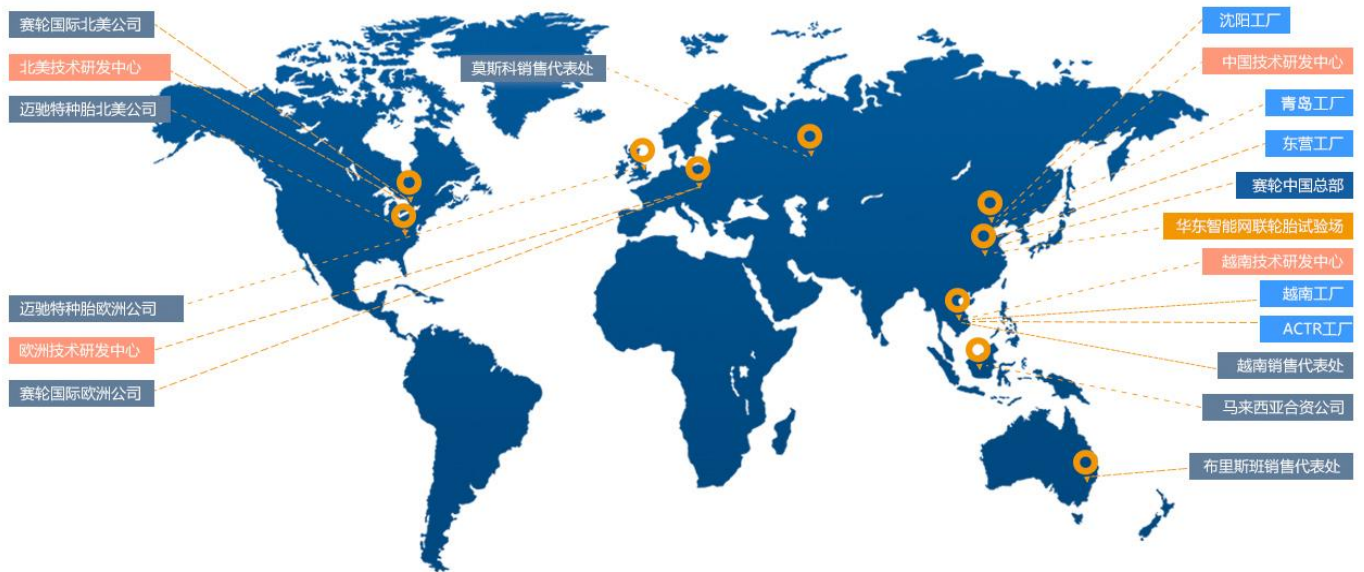 赛轮国际北美公司
北美技术研发中心
迈驰特种胎北美公司
莫斯科销售代表处
迈驰特种胎欧洲公司
欧洲技术研发中心
赛轮国际欧洲公司
沈阳工厂
中国技术研发中心
青岛工厂
东营工厂
赛轮中国总部
华东智能网联轮胎试验场
越南技术研发中心
越南工厂
ACTR工厂
越南销售代表处
马来西亚合资公司
布里斯班销售代表处